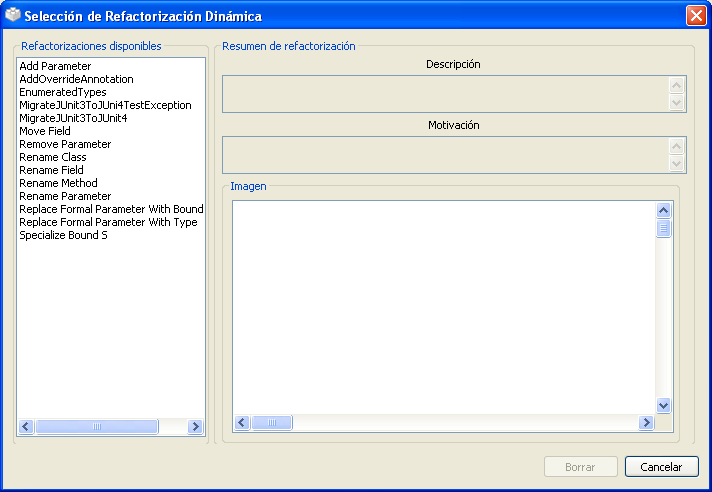 Selección de Refactorización Dinámica
Refactorizaciones disponibles
Add Parameter
AddOverrideAnnotation
EnumeratedTypes
MigrateJUnit3ToJUni4TestException
MigrateJUnit3ToJUnit4
Move Field
Remove Parameter
Rename Class
Rename Field
Rename Method
Rename Parameter
Replace Formal Parameter With Bound
Replace Formal Parameter With Type
Specialize Bound S
Resumen de refactorización
Descripción
Motivación
Imagen
Borrar
Cancelar